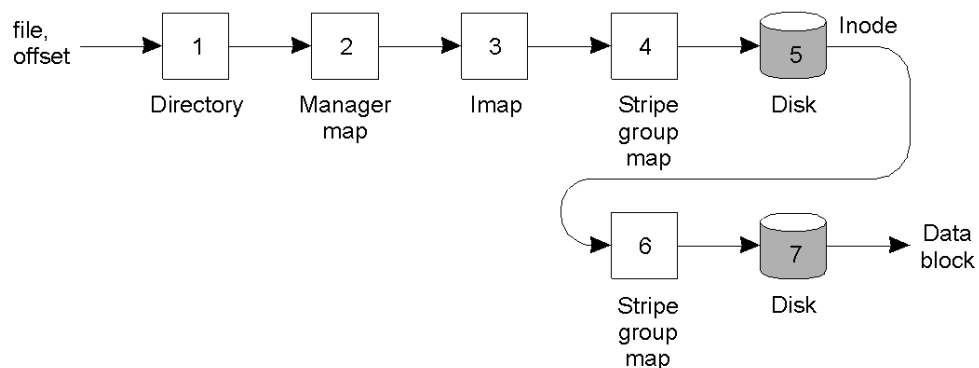 file,
offset
1
2
3
4
5
Inode
Directory
Manager
map
Imap
Stripe
group
map
Disk
6
7
Data
block
Stripe
group
map
Disk